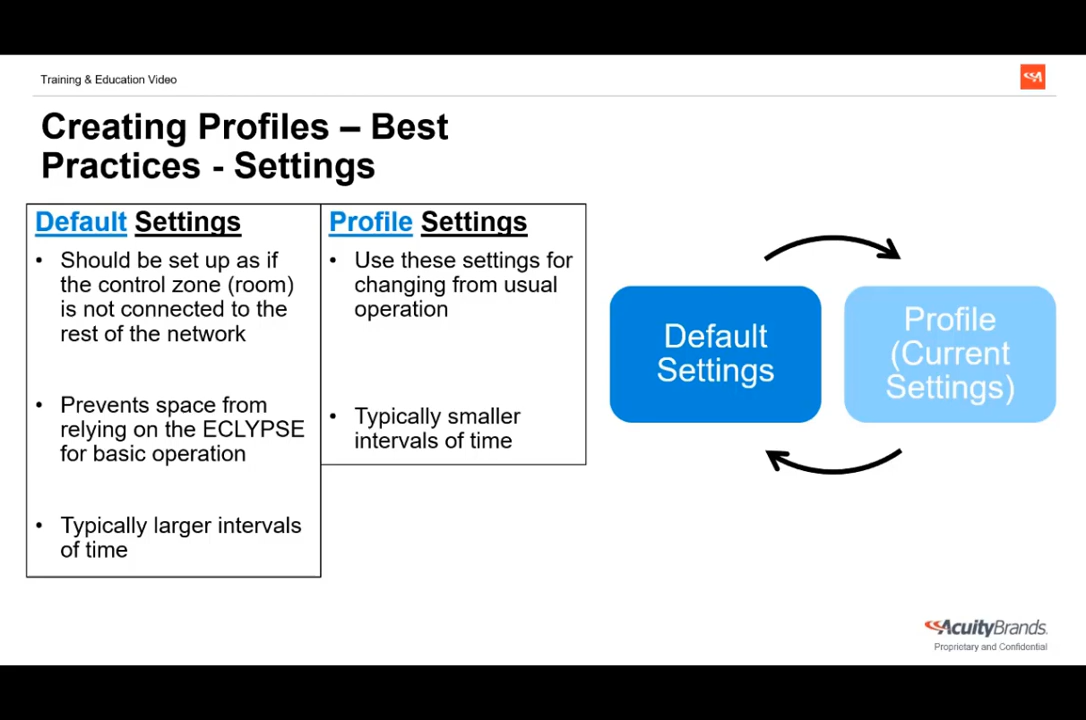 Training & Education Video
Creating Profiles – Best
Practices - Settings
Default Settings
• Should be set up as if
the control zone (room)
is not connected to the
rest of the network
• Prevents space from
relying on the ECLYPSE
for basic operation
• Typically larger intervals
of time
Profile Settings
• Use these settings for
changing from usual
operation
• Typically smaller
intervals of time
Default
Settings
Profile
(Current
Settings)
AcuityBrands.
Proprietary and Confidential